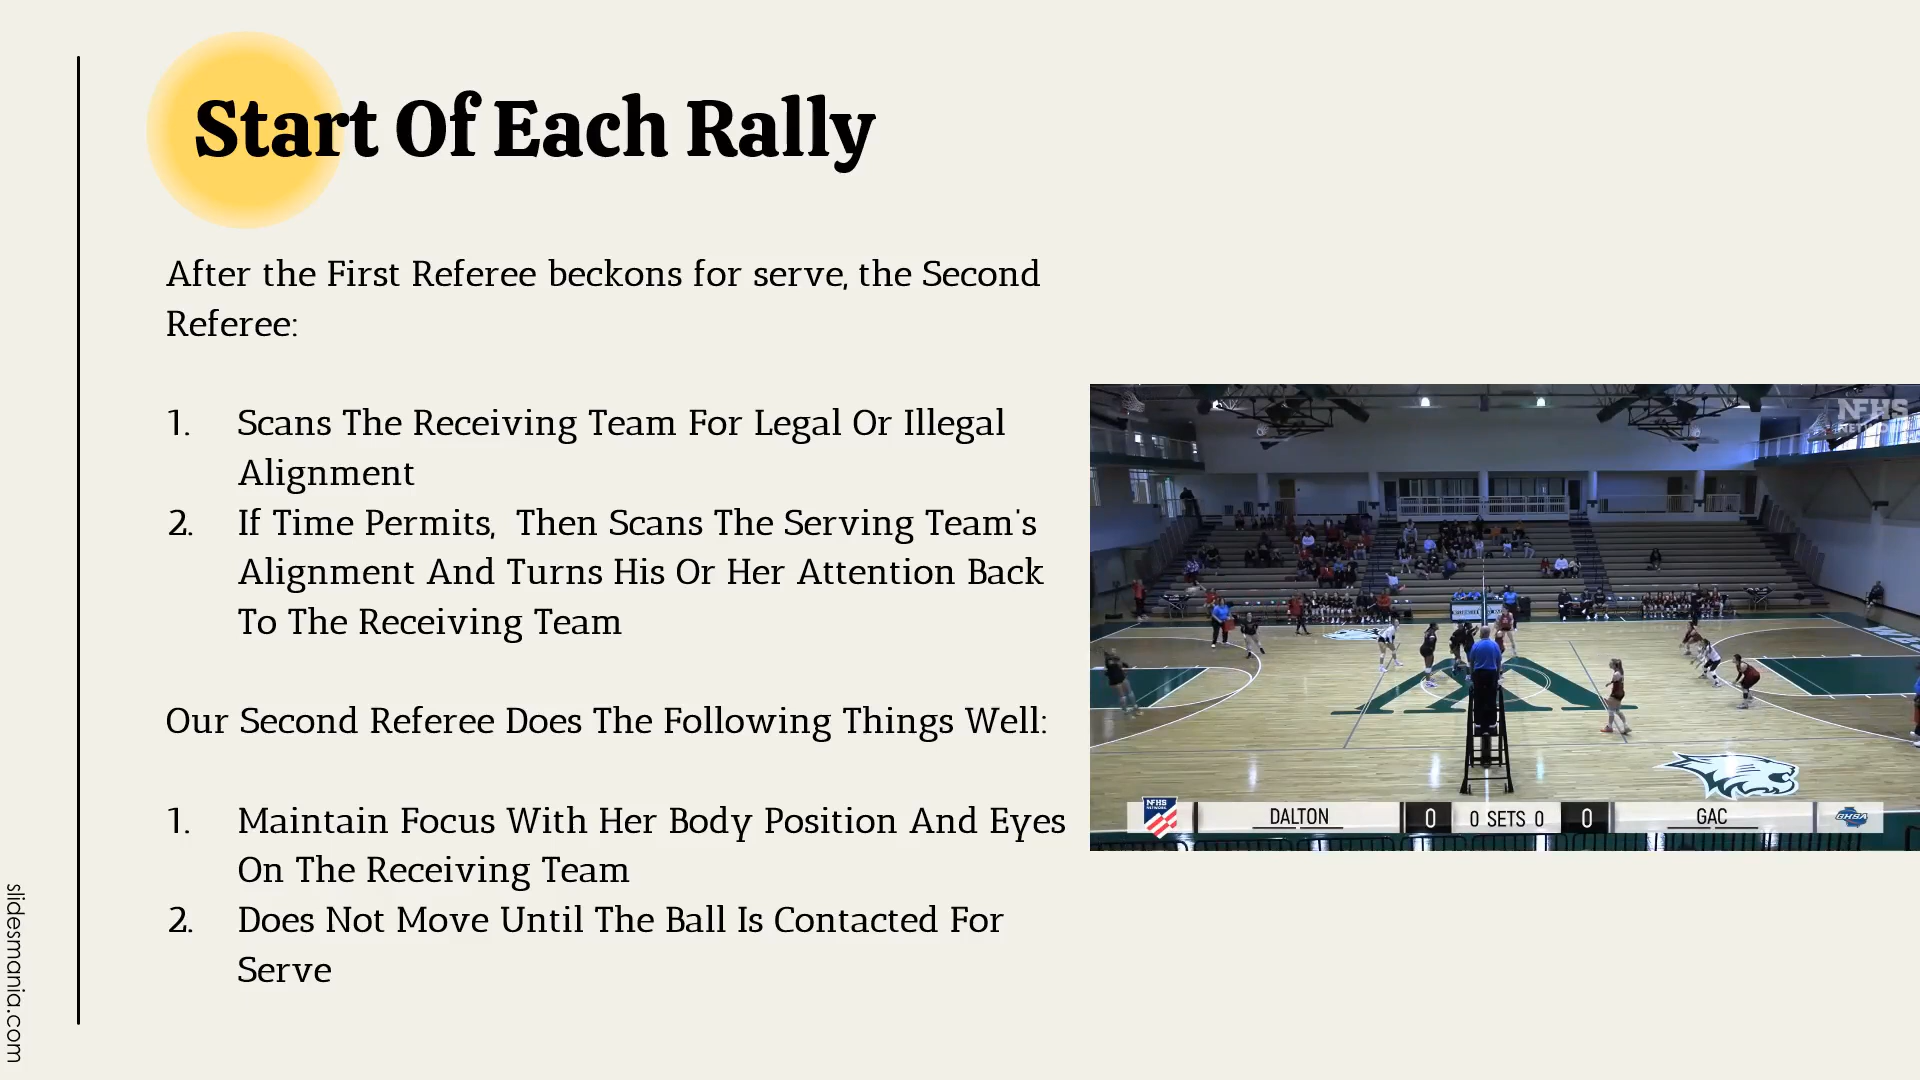 Start Of Each Rally
After the First Referee beckons for serve, the Second
Referee:
1. Scans The Receiving Team For Legal Or Illegal
Alignment
2. If Time Permits, Then Scans The Serving Team's
Alignment And Turns His Or Her Attention Back
To The Receiving Team
Our Second Referee Does The Following Things Well:
1. Maintain Focus With Her Body Position And Eyes
On The Receiving Team
2. Does Not Move Until The Ball Is Contacted For
Serve
NFHS
NETWORK
NFHS
NETWORK
DALTON 0 0 SETS 0 0 GAC
GHSA
slidesmania.com